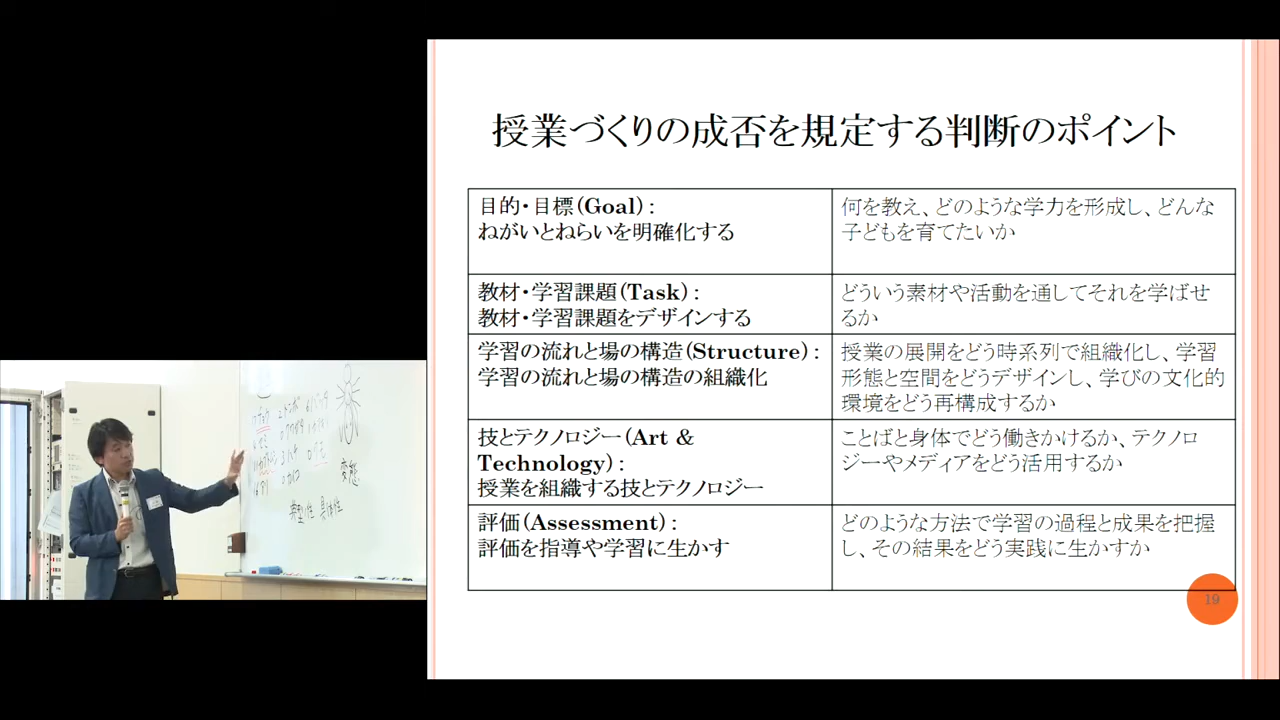 授業づくりの成否を規定する判断のポイント
目的・目標(Goal):
ねがいとねらいを明確化する
何を教え、どのような学力を形成し、どんな
子どもを育てたいか
教材・学習課題(Task):
教材・学習課題をデザインする
どういう素材や活動を通してそれを学ばせ
るか
学習の流れと場の構造(Structure):
学習の流れと場の構造の組織化
授業の展開をどう時系列で組織化し、学習
形態と空間をどうデザインし、学びの文化的
環境をどう再構成するか
技とテクノロジー(Art &
Technology):
授業を組織する技とテクノロジー
ことばと身体でどう働きかけるか、テクノロ
ジーやメディアをどう活用するか
評価(Assessment):
評価を指導や学習に生かす
どのような方法で学習の過程と成果を把握
し、その結果をどう実践に生かすか
19
変態
典型性 具体性